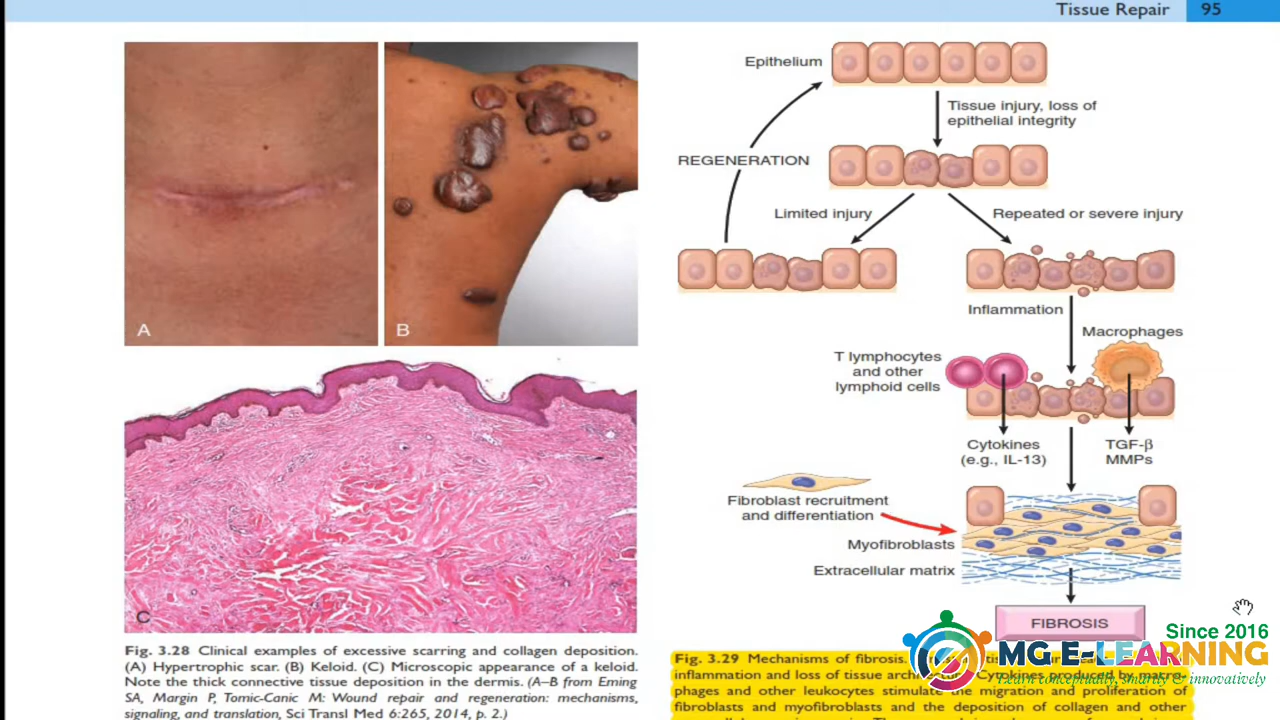 Tissue Repair 95
A
B
C
Fig. 3.28 Clinical examples of excessive scarring and collagen deposition.
(A) Hypertrophic scar. (B) Keloid. (C) Microscopic appearance of a keloid.
Note the thick connective tissue deposition in the dermis. (A–B from Eming
SA, Margin P, Tomic-Canic M: Wound repair and regeneration: mechanisms,
signaling, and translation, Sci Transl Med 6:265, 2014, p. 2.)
Epithelium
Tissue injury, loss of
epithelial integrity
REGENERATION
Limited injury
Repeated or severe injury
Inflammation
Macrophages
T lymphocytes
and other
lymphoid cells
Cytokines
(e.g., IL-13)
TGF-β
MMPs
Fibroblast recruitment
and differentiation
Myofibroblasts
Extracellular matrix
FIBROSIS
Fig. 3.29 Mechanisms of fibrosis.
inflammation and loss of tissue Cytokines produced by
phages and other leukocytes stimulate the migration and proliferation of
fibroblasts and myofibroblasts and the deposition of collagen and other
Since 2016
MG E-LEARNING
Learn conceptually, smartly & innovatively